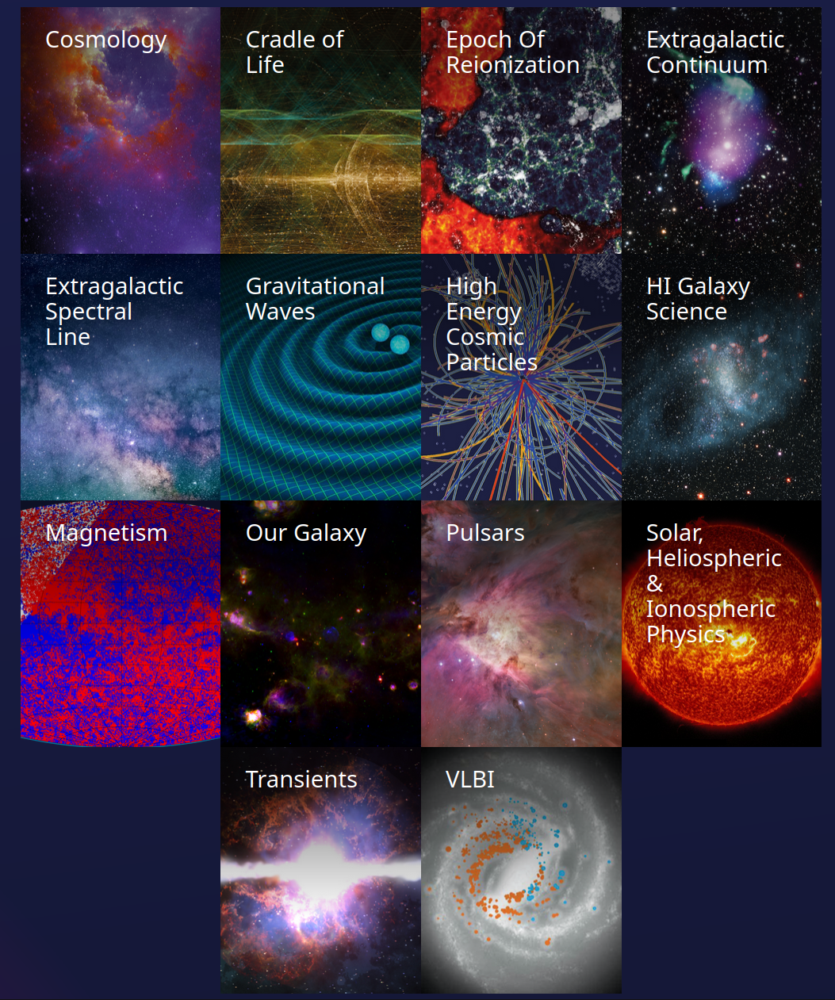 Cosmology
Cradle of
Life
Epoch Of
Reionization
Extragalactic
Continuum
Extragalactic
Spectral
Line
Gravitational
Waves
High
Energy
Cosmic
Particles
HI Galaxy
Science
Magnetism
Our Galaxy
Pulsars
Solar,
Heliospheric
&
Ionospheric
Physics
Transients
VLBI